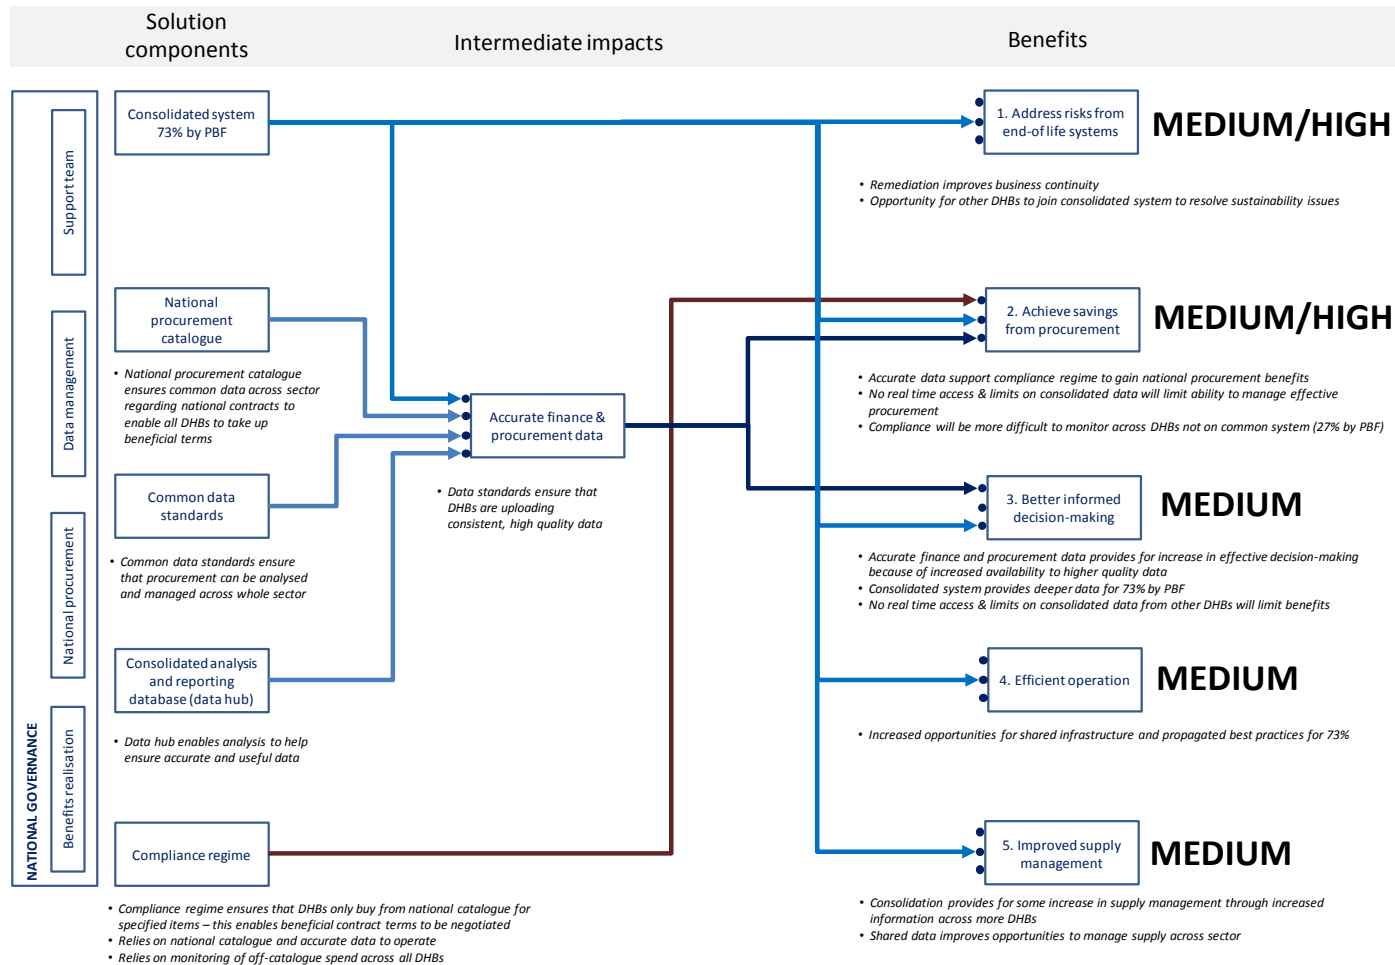 Solution
components
Intermediate impacts
Benefits
NATIONAL GOVERNANCE
Support team
Data management
National procurement
Benefits realisation
Consolidated system
73% by PBF
National
procurement
catalogue
• National procurement catalogue
ensures common data across sector
regarding national contracts to
enable all DHBs to take up
beneficial terms
Common data
standards
• Common data standards ensure
that procurement can be analysed
and managed across whole sector
Consolidated analysis
and reporting
database (data hub)
• Data hub enables analysis to help
ensure accurate and useful data
Compliance regime
• Compliance regime ensures that DHBs only buy from national catalogue for
specified items – this enables beneficial contract terms to be negotiated
• Relies on national catalogue and accurate data to operate
• Relies on monitoring of off-catalogue spend across all DHBs
Accurate finance &
procurement data
• Data standards ensure that
DHBs are uploading
consistent, high quality data
1. Address risks from
end-of life systems
MEDIUM/HIGH
• Remediation improves business continuity
• Opportunity for other DHBs to join consolidated system to resolve sustainability issues
2. Achieve savings
from procurement
MEDIUM/HIGH
• Accurate data support compliance regime to gain national procurement benefits
• No real time access & limits on consolidated data will limit ability to manage effective
procurement
• Compliance will be more difficult to monitor across DHBs not on common system (27% by PBF)
3. Better informed
decision-making
MEDIUM
• Accurate finance and procurement data provides for increase in effective decision-making
because of increased availability to higher quality data
• Consolidated system provides deeper data for 73% by PBF
• No real time access & limits on consolidated data from other DHBs will limit benefits
4. Efficient operation
MEDIUM
• Increased opportunities for shared infrastructure and propagated best practices for 73%
5. Improved supply
management
MEDIUM
• Consolidation provides for some increase in supply management through increased
information across more DHBs
• Shared data improves opportunities to manage supply across sector